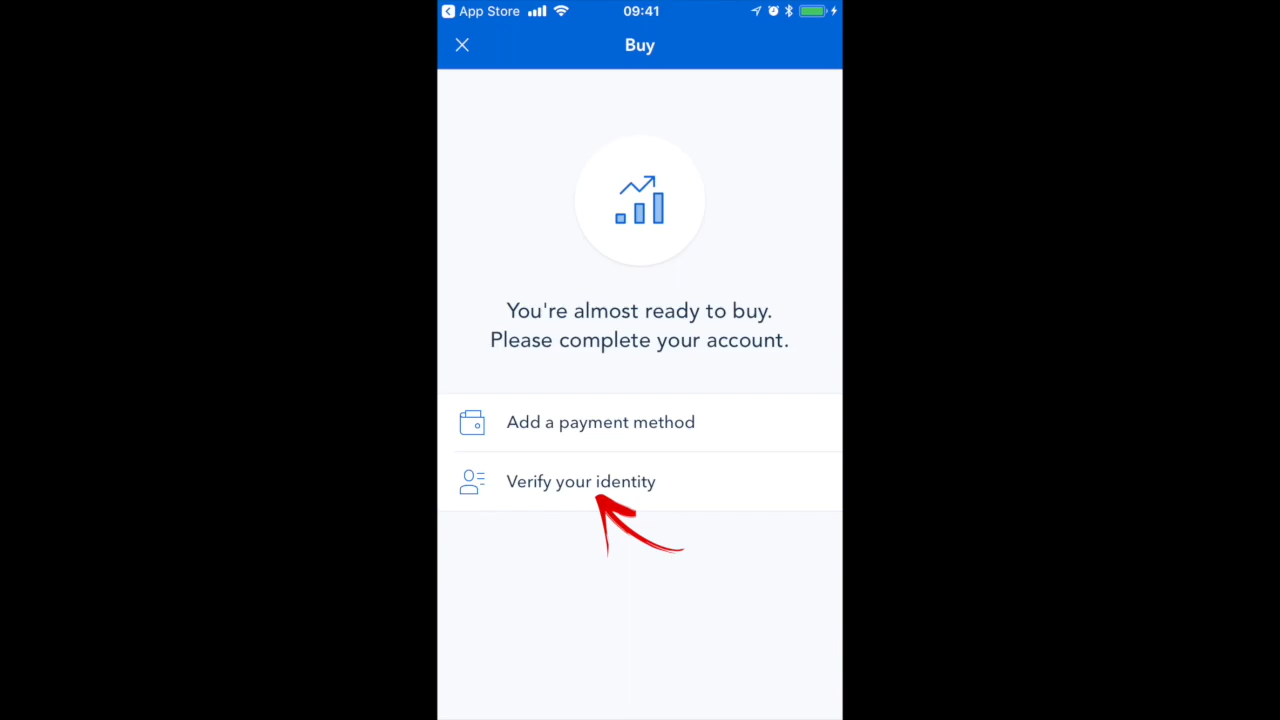 App Store 09:41
Buy
You're almost ready to buy.
Please complete your account.
Add a payment method
Verify your identity